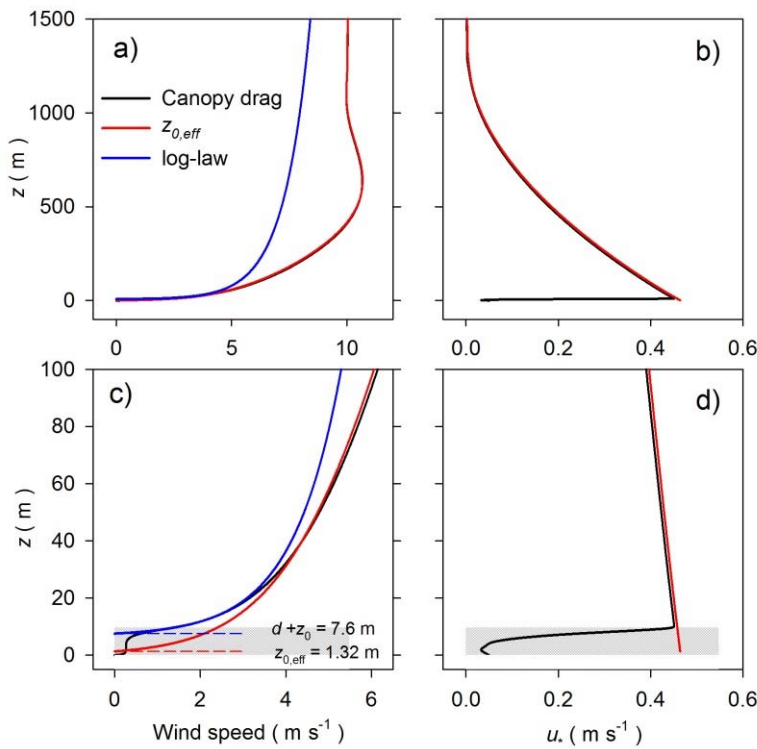 1500
1000
500
0
z ( m )
a)
Canopy drag
z0,eff
log-law
0 5 10
b)
0.0 0.2 0.4 0.6
100
80
60
40
20
0
z ( m )
c)
d +z0 = 7.6 m
z0,eff = 1.32 m
0 2 4 6
Wind speed ( m s-1)
d)
0.0 0.2 0.4 0.6
u* ( m s-1)